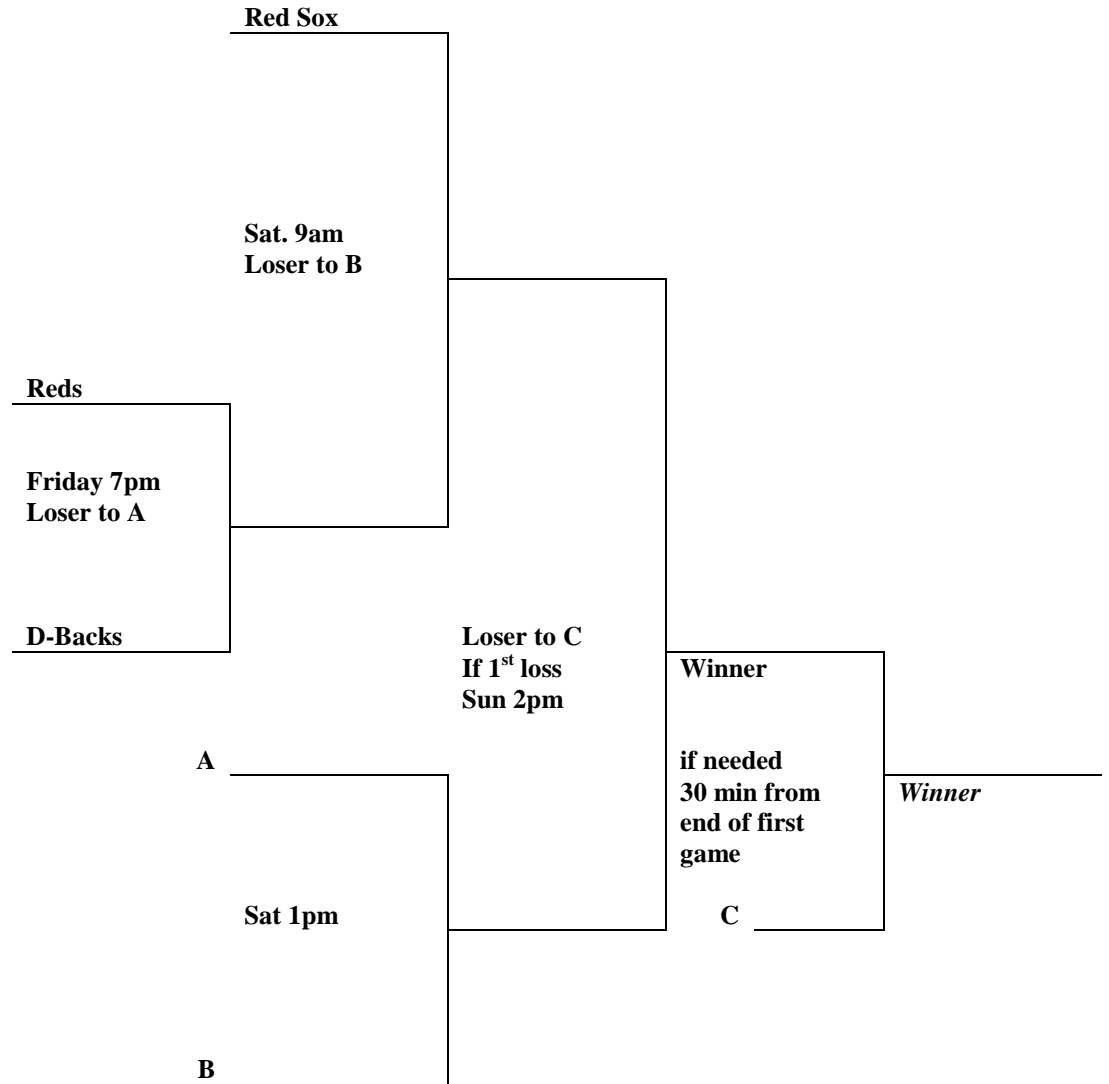 Red Sox
Sat. 9am
Loser to B
Reds
Friday 7pm
Loser to A
D-Backs
Loser to C
If 1st loss
Sun 2pm
Winner
A
if needed
30 min from
end of first
game
Winner
Sat 1pm
C
B